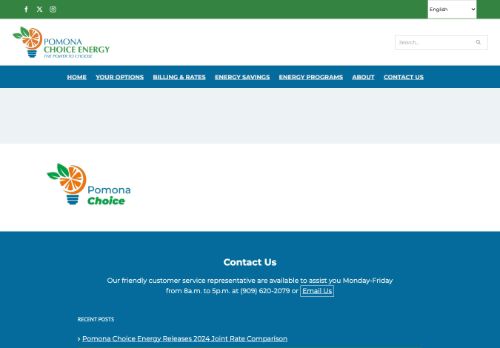 English
POMONA
CHOICE ENERGY
THE POWER TO CHOOSE
Search...
HOME YOUR OPTIONS BILLING & RATES ENERGY SAVINGS ENERGY PROGRAMS ABOUT CONTACT US
Pomona
Choice
Contact Us
Our friendly customer service representative are available to assist you Monday-Friday
from 8a.m. to 5p.m. at (909) 620-2079 or Email Us
RECENT POSTS
Pomona Choice Energy Releases 2024 Joint Rate Comparison